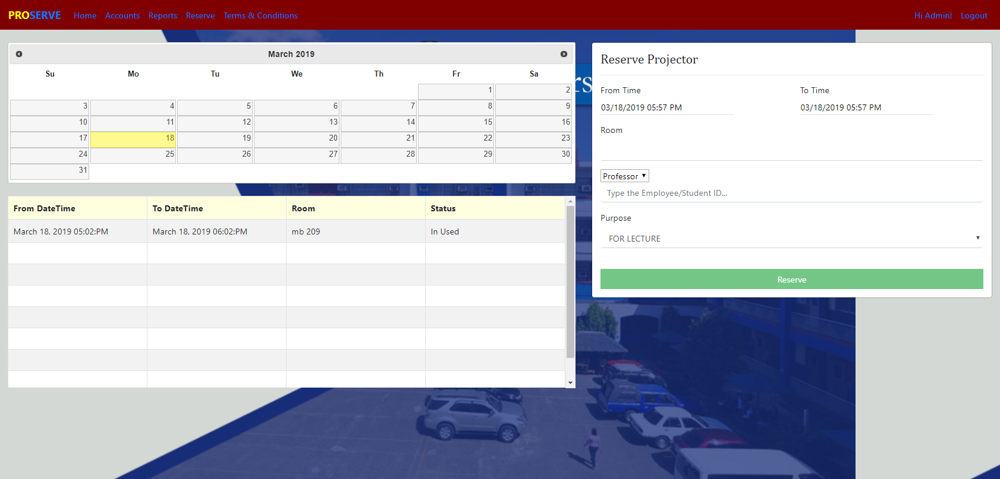 PROSERVE Home Accounts Reports Reserve Terms & Conditions Hi Admin! Logout
March 2019
Su Mo Tu We Th Fr Sa
1 2
3 4 5 6 7 8 9
10 11 12 13 14 15 16
17 18 19 20 21 22 23
24 25 26 27 28 29 30
31
From DateTime To DateTime Room Status
March 18, 2019 05:02:PM March 18, 2019 06:02:PM mb 209 In Used
Reserve Projector
From Time To Time
03/18/2019 05:57 PM 03/18/2019 05:57 PM
Room
Professor
Type the Employee/Student ID...
Purpose
FOR LECTURE
Reserve